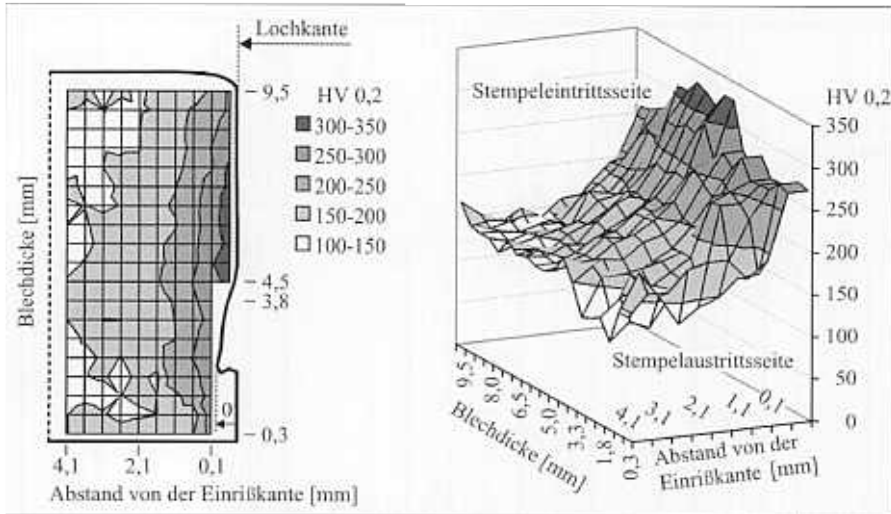 Lochkante
9,5
HV 0,2
300-350
250-300
200-250
150-200
100-150
4,5
3,8
0
0,3
Blechdicke [mm]
4,1 2,1 0,1
Abstand von der Einrißkante [mm]
Stempeleintrittsseite
HV 0,2
350
300
250
200
150
100
50
0
Stempelaustrittsseite
9,5 8,0 6,5 5,0 3,3 1,8 0,3
Blechdicke [mm]
4,1 3,1 2,1 1,1 0,1
Abstand von der
Einrißkante [mm]